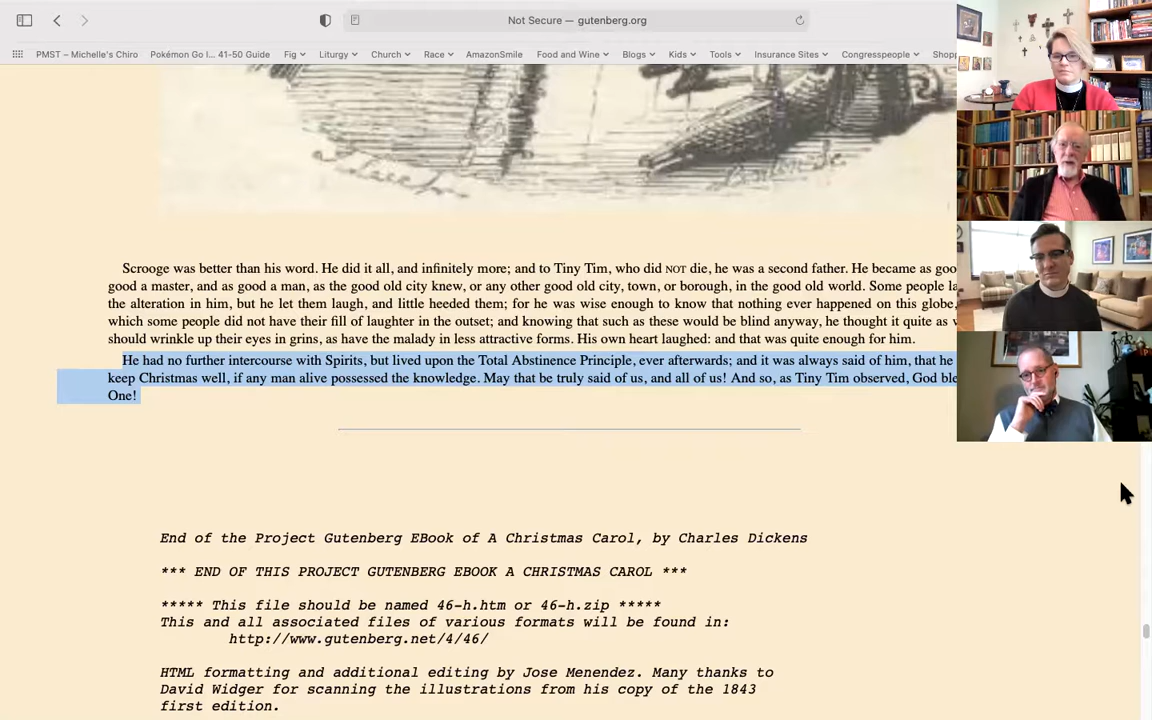 Not Secure — gutenberg.org
PMST – Michelle's Chiro Pokémon Go I... 41-50 Guide Fig Liturgy Church Race AmazonSmile Food and Wine Blogs Kids Tools Insurance Sites Congresspeople Shop
Scrooge was better than his word. He did it all, and infinitely more; and to Tiny Tim, who did NOT die, he was a second father. He became as goo
good a master, and as good a man, as the good old city knew, or any other good old city, town, or borough, in the good old world. Some people la
the alteration in him, but he let them laugh, and little heeded them; for he was wise enough to know that nothing ever happened on this globe,
which some people did not have their fill of laughter in the outset; and knowing that such as these would be blind anyway, he thought it quite as
should wrinkle up their eyes in grins, as have the malady in less attractive forms. His own heart laughed: and that was quite enough for him.
He had no further intercourse with Spirits, but lived upon the Total Abstinence Principle, ever afterwards; and it was always said of him, that he
keep Christmas well, if any man alive possessed the knowledge. May that be truly said of us, and all of us! And so, as Tiny Tim observed, God ble
One!
End of the Project Gutenberg EBook of A Christmas Carol, by Charles Dickens
*** END OF THIS PROJECT GUTENBERG EBOOK A CHRISTMAS CAROL ***
***** This file should be named 46-h.htm or 46-h.zip *****
This and all associated files of various formats will be found in:
http://www.gutenberg.net/4/46/
HTML formatting and additional editing by Jose Menendez. Many thanks to
David Widger for scanning the illustrations from his copy of the 1843
first edition.